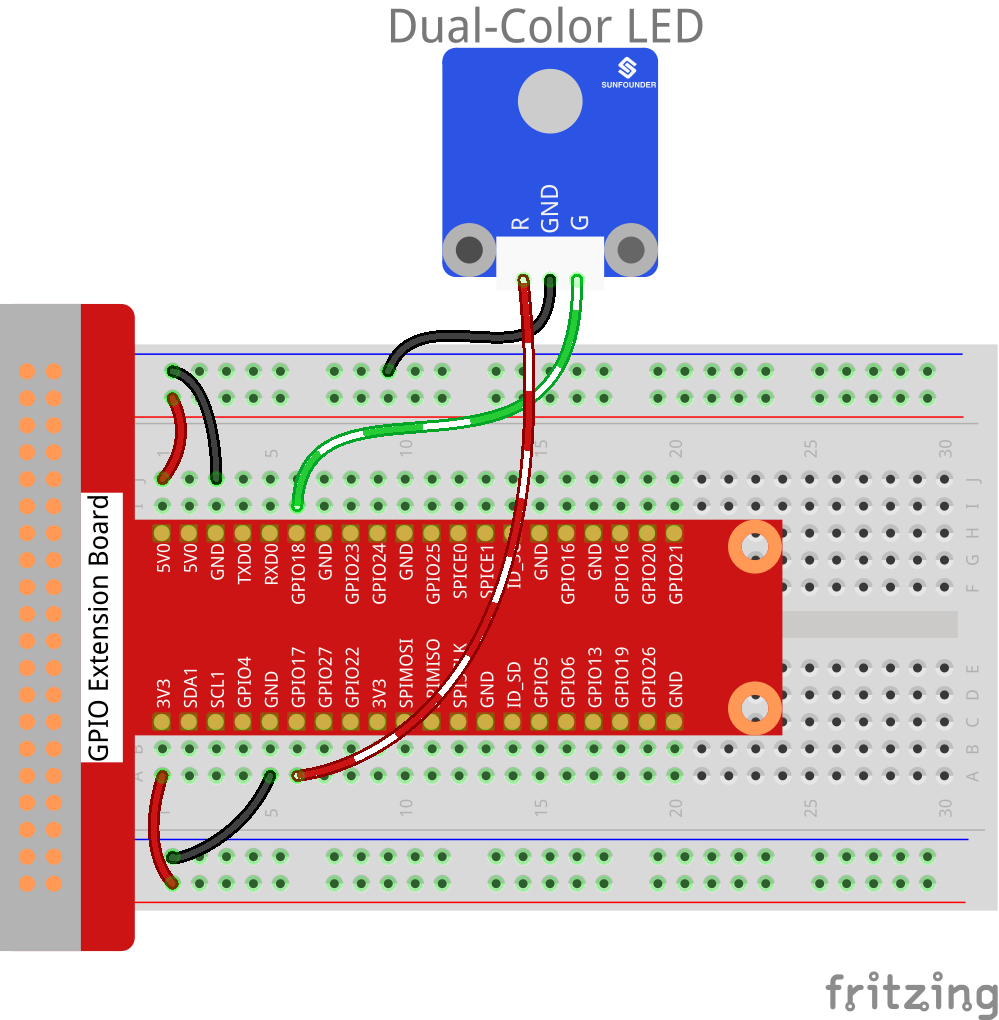 Dual-Color LED
SUNFOUNDER
R
GND
G
GPIO Extension Board
1
5
10
15
20
25
30
J
J
I
I
5V0
5V0
GND
TXD0
RXD0
GPIO18
GND
GPIO23
GPIO24
GND
GPIO25
SPICE0
SPICE1
GND
GPIO16
GND
GPIO16
GPIO20
GPIO21
H
G
F
3V3
SDA1
SCL1
GPIO4
GND
GPIO17
GPIO27
GPIO22
3V3
SPIMOSI
GND
ID_SD
GPIO5
GPIO6
GPIO13
GPIO19
GPIO26
GND
E
D
C
B
B
A
A
1
5
10
15
20
25
30
fritzing